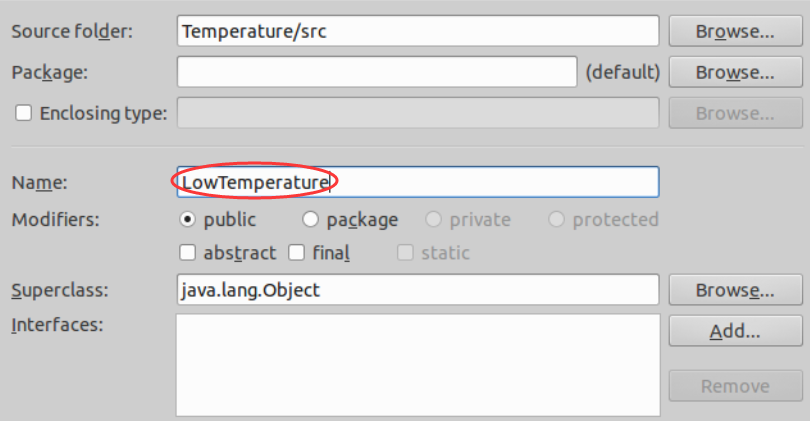 Source folder: Temperature/src Browse...
Package: (default) Browse...
Enclosing type: Browse...
Name: LowTemperature
Modifiers: public package private protected
abstract final static
Superclass: java.lang.Object Browse...
Interfaces: Add...
Remove